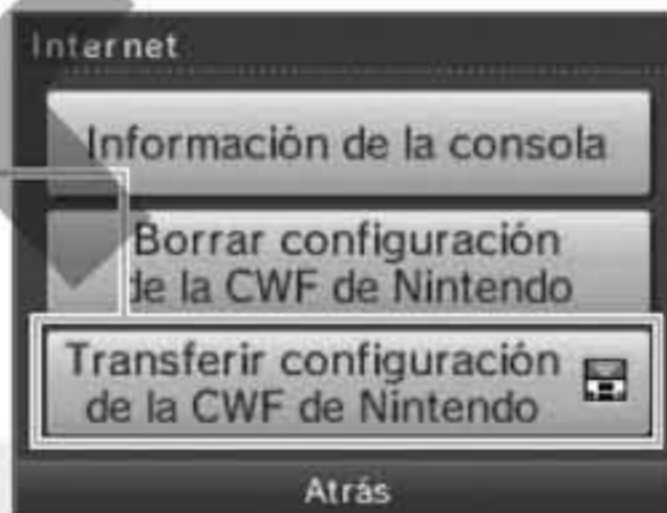 Internet
Información de la consola
Borrar configuración
de la CWF de Nintendo
Transferir configuración
de la CWF de Nintendo
Atrás